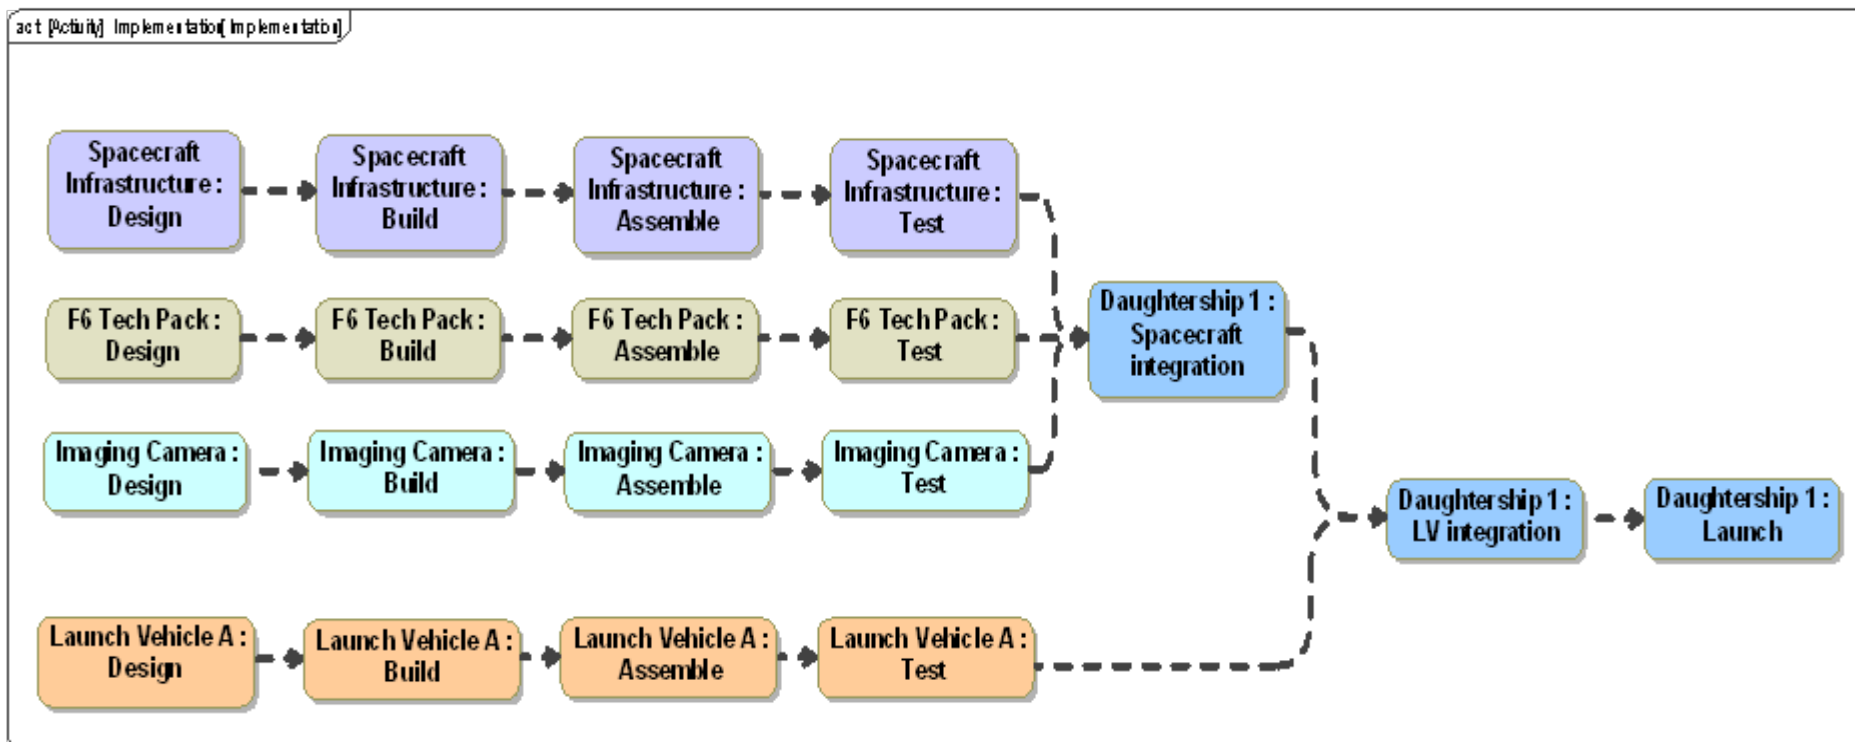 act [Activity] Implementation[ Implementation]
Spacecraft
Infrastructure :
Design
Spacecraft
Infrastructure :
Build
Spacecraft
Infrastructure :
Assemble
Spacecraft
Infrastructure :
Test
F6 Tech Pack :
Design
F6 Tech Pack :
Build
F6 Tech Pack :
Assemble
F6 Tech Pack :
Test
Daughtership 1 :
Spacecraft
integration
Imaging Camera :
Design
Imaging Camera :
Build
Imaging Camera :
Assemble
Imaging Camera :
Test
Daughtership 1 :
LV integration
Daughtership 1 :
Launch
Launch Vehicle A :
Design
Launch Vehicle A :
Build
Launch Vehicle A :
Assemble
Launch Vehicle A :
Test